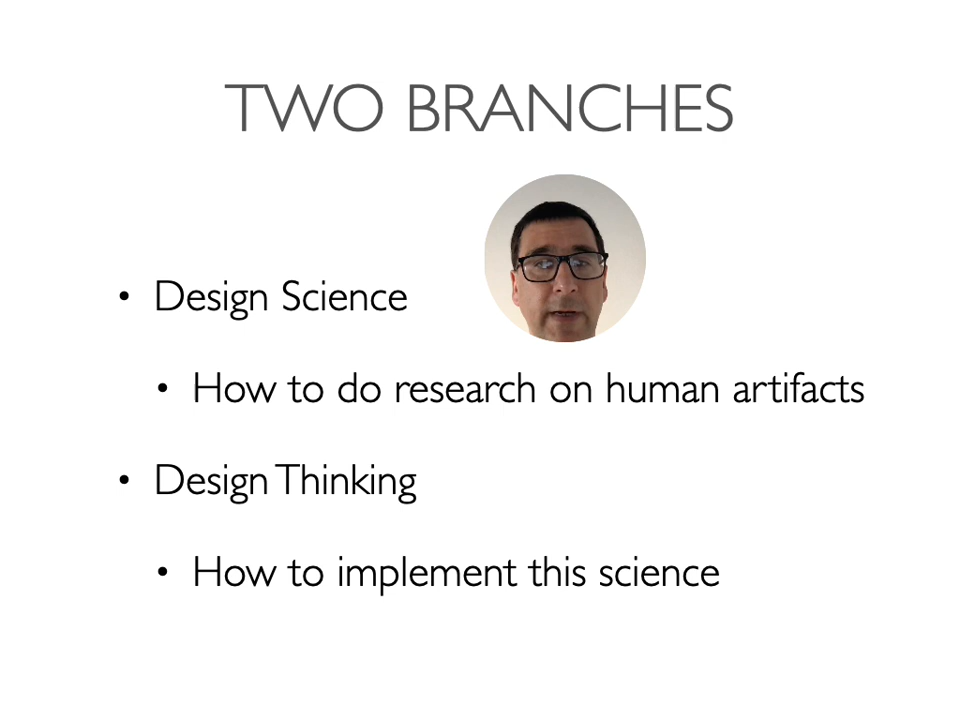 TWO BRANCHES
• Design Science
• How to do research on human artifacts
• Design Thinking
• How to implement this science